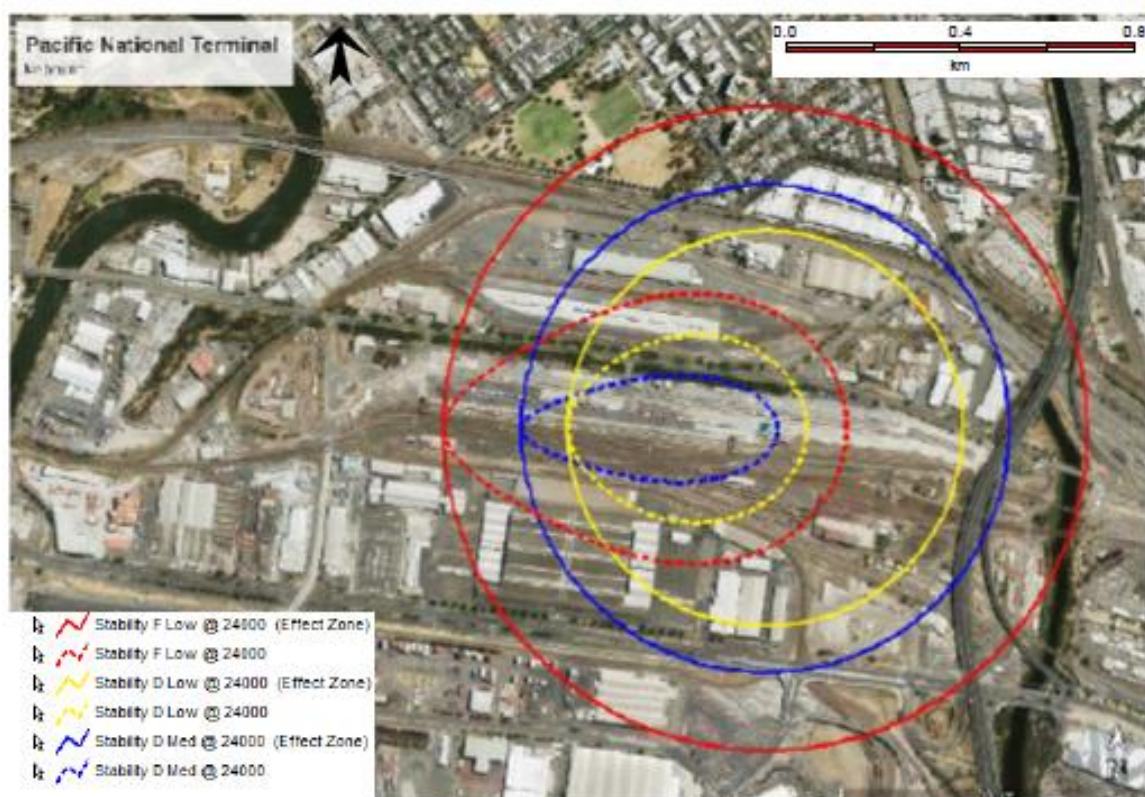 Pacific National Terminal
0.0 0.4 0.8
km
Stability F Low @ 24000 (Effect Zone)
Stability F Low @ 24000
Stability D Low @ 24000 (Effect Zone)
Stability D Low @ 24000
Stability D Med @ 24000 (Effect Zone)
Stability D Med @ 24000